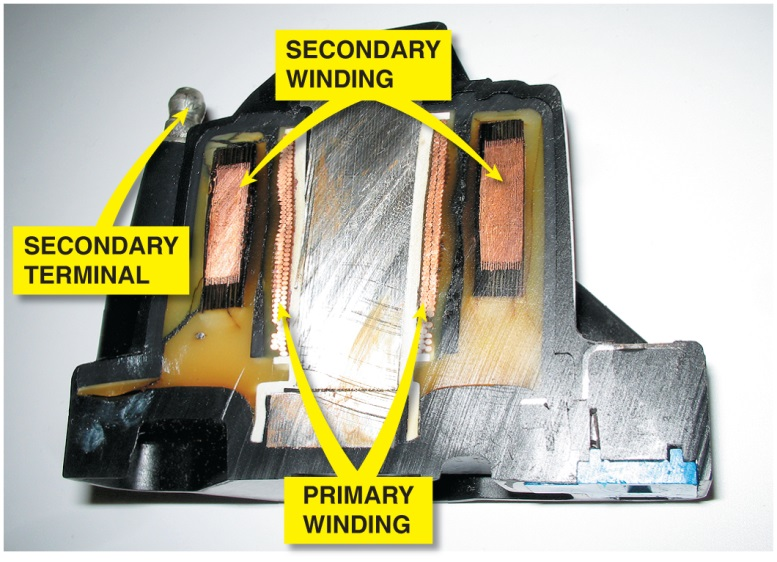 SECONDARY
WINDING
SECONDARY
TERMINAL
PRIMARY
WINDING